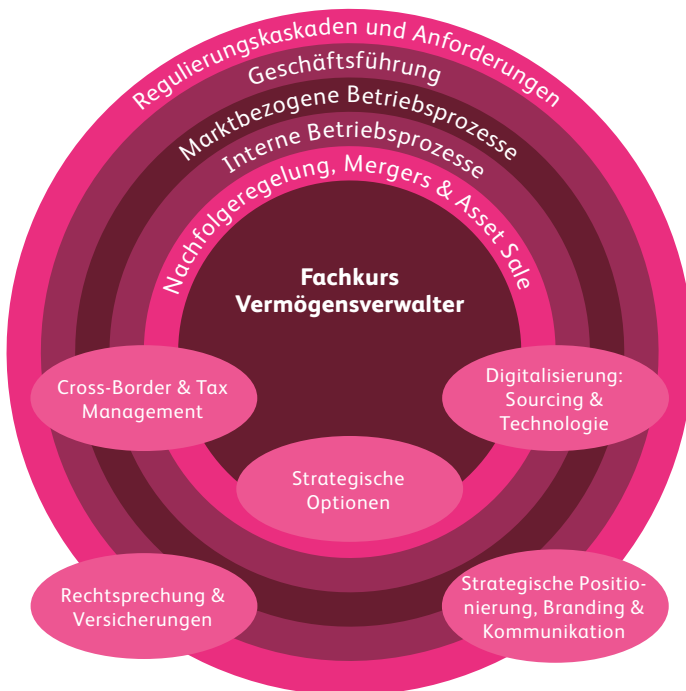 Regulierungskaskaden und Anforderungen
Geschäftsführung
Marktbezogene Betriebsprozesse
Interne Betriebsprozesse
Nachfolgeregelung, Mergers & Asset Sale
Fachkurs
Vermögensverwalter
Cross-Border & Tax
Management
Digitalisierung:
Sourcing &
Technologie
Strategische
Optionen
Rechtsprechung &
Versicherungen
Strategische Positio-
nierung, Branding &
Kommunikation